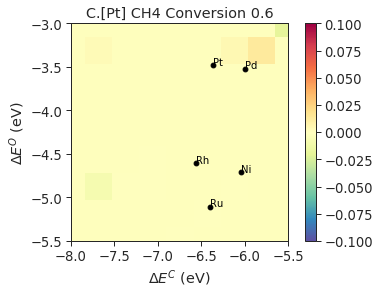 C.[Pt] CH4 Conversion 0.6
−3.0
−3.5
−4.0
−4.5
−5.0
−5.5
ΔE^O (eV)
Pt
Pd
Rh
Ni
Ru
−8.0 −7.5 −7.0 −6.5 −6.0 −5.5
ΔE^C (eV)
0.100
0.075
0.050
0.025
0.000
−0.025
−0.050
−0.075
−0.100